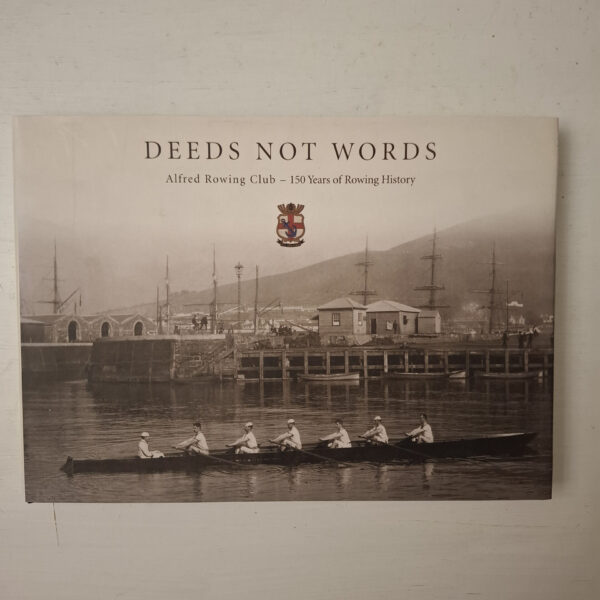 DEEDS NOT WORDS
Alfred Rowing Club – 150 Years of Rowing History